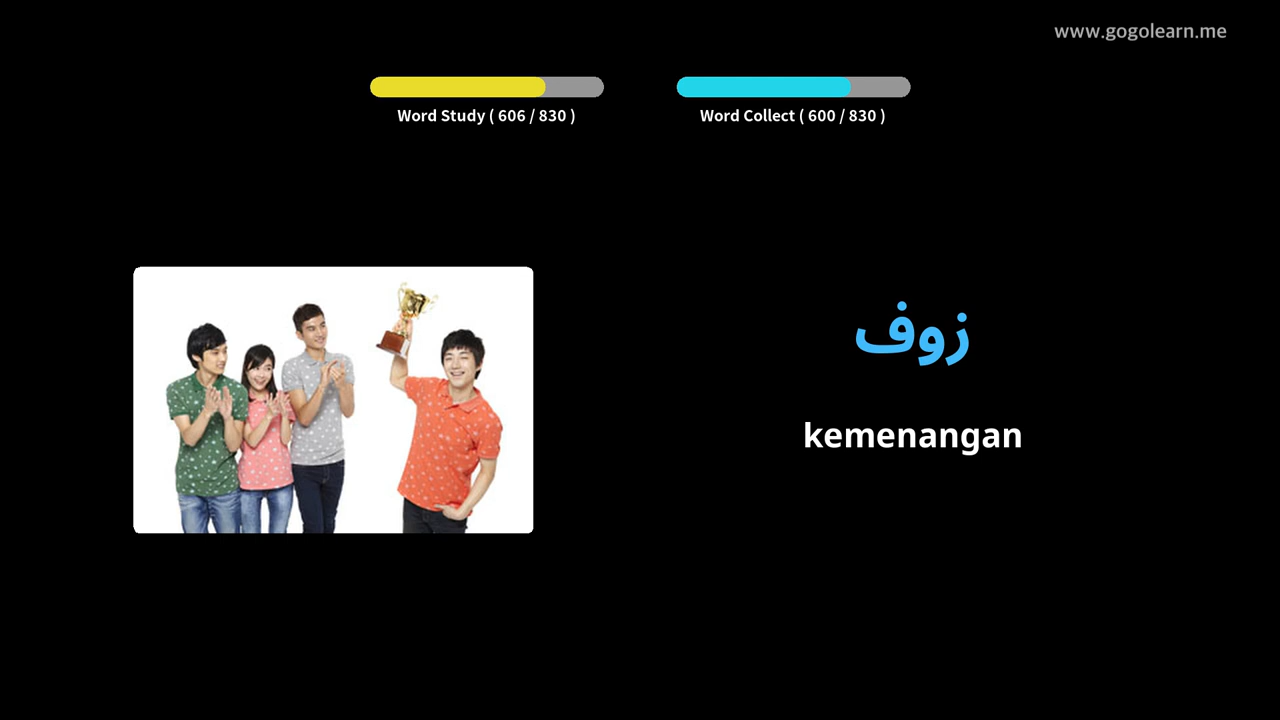 www.gogolearn.me
Word Study ( 606 / 830 )
Word Collect ( 600 / 830 )
زوف
kemenangan